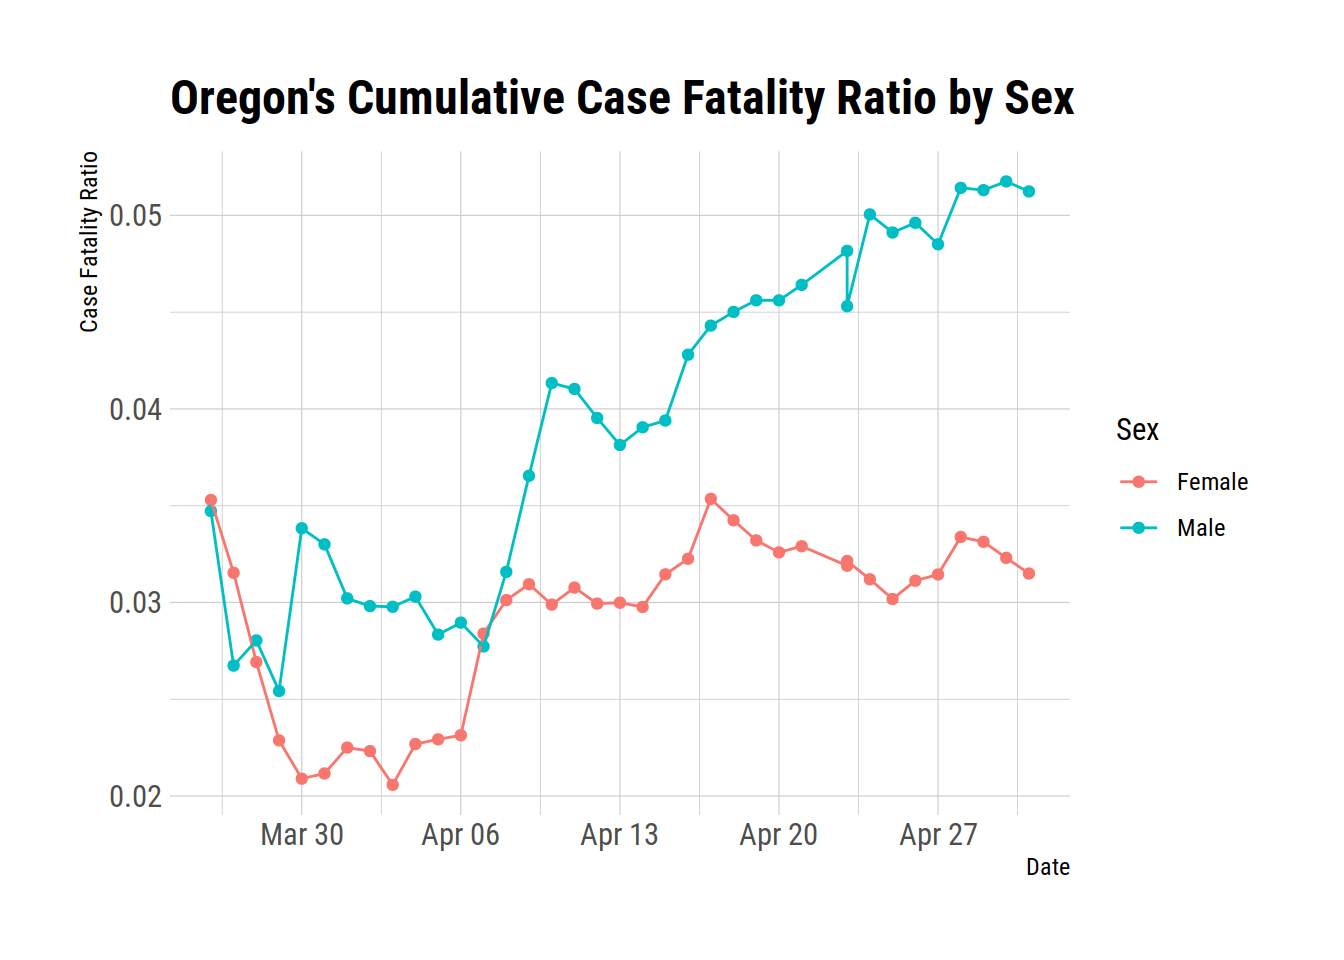 Oregon's Cumulative Case Fatality Ratio by Sex
Case Fatality Ratio
0.05
0.04
0.03
0.02
Mar 30 Apr 06 Apr 13 Apr 20 Apr 27
Date
Sex
Female
Male